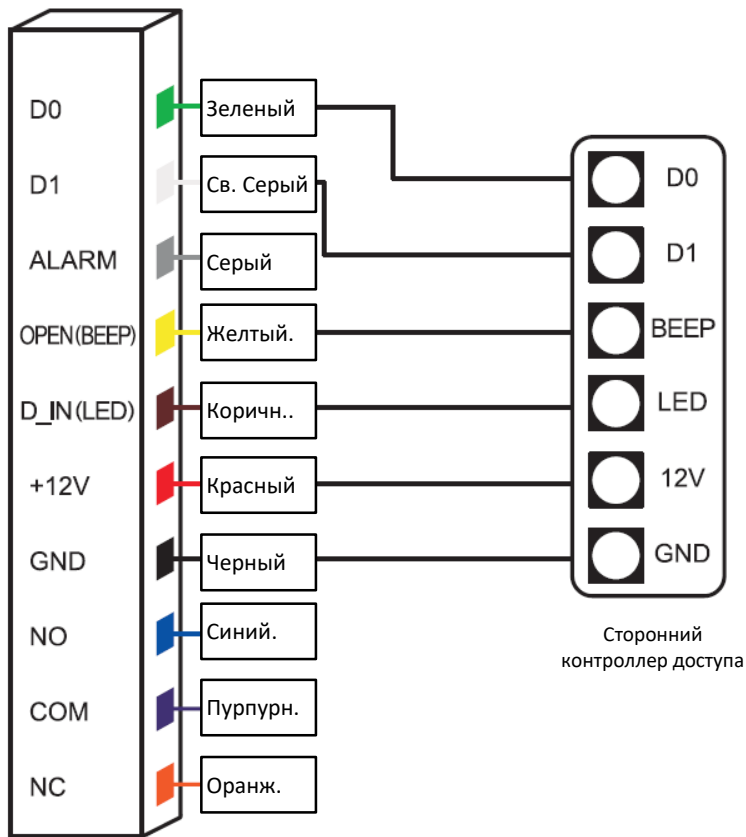 D0
Зеленый
D1
Св. Серый
ALARM
Серый
OPEN(BEEP)
Желтый.
D_IN(LED)
Коричн..
+12V
Красный
GND
Черный
NO
Синий.
COM
Пурпурн.
NC
Оранж.
D0
D1
BEEP
LED
12V
GND
Сторонний
контроллер доступа